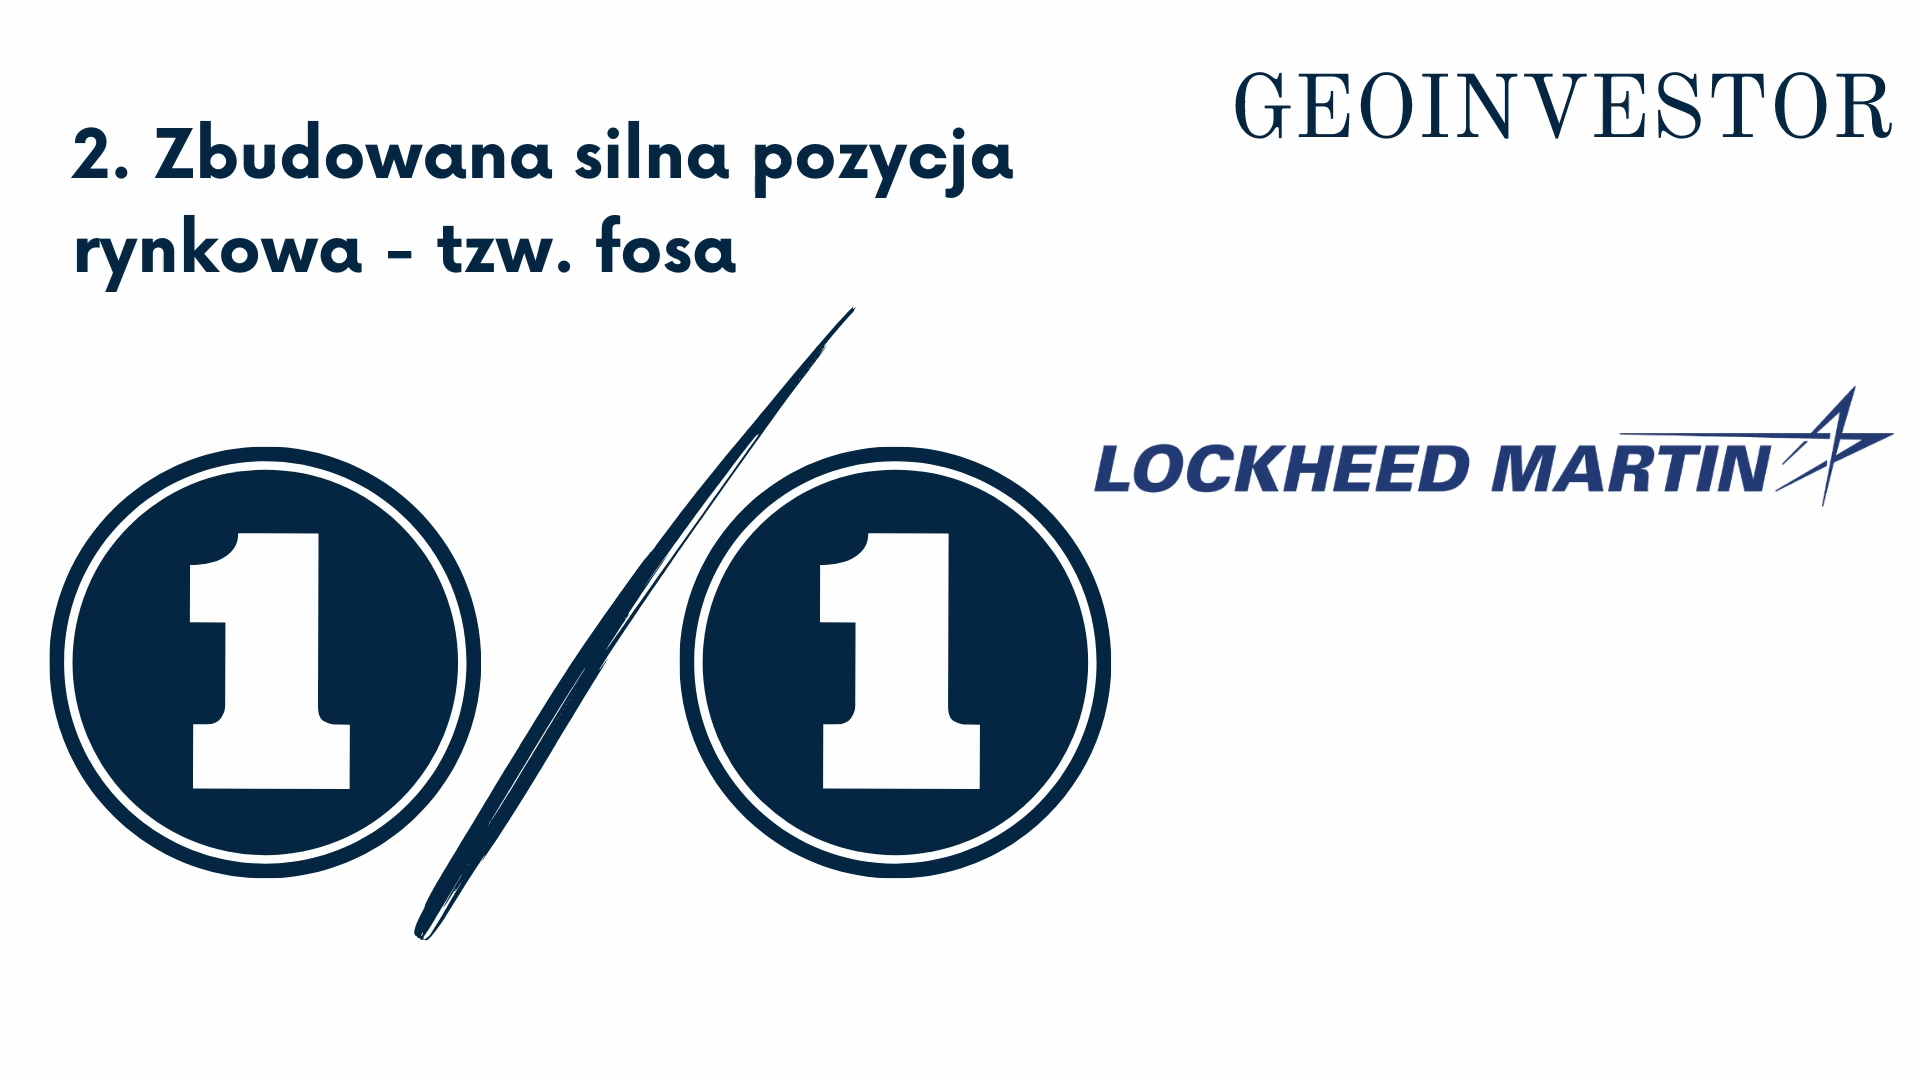 GEOINVESTOR
2. Zbudowana silna pozycja
rynkowa - tzw. fosa
LOCKHEED MARTIN
1 / 1